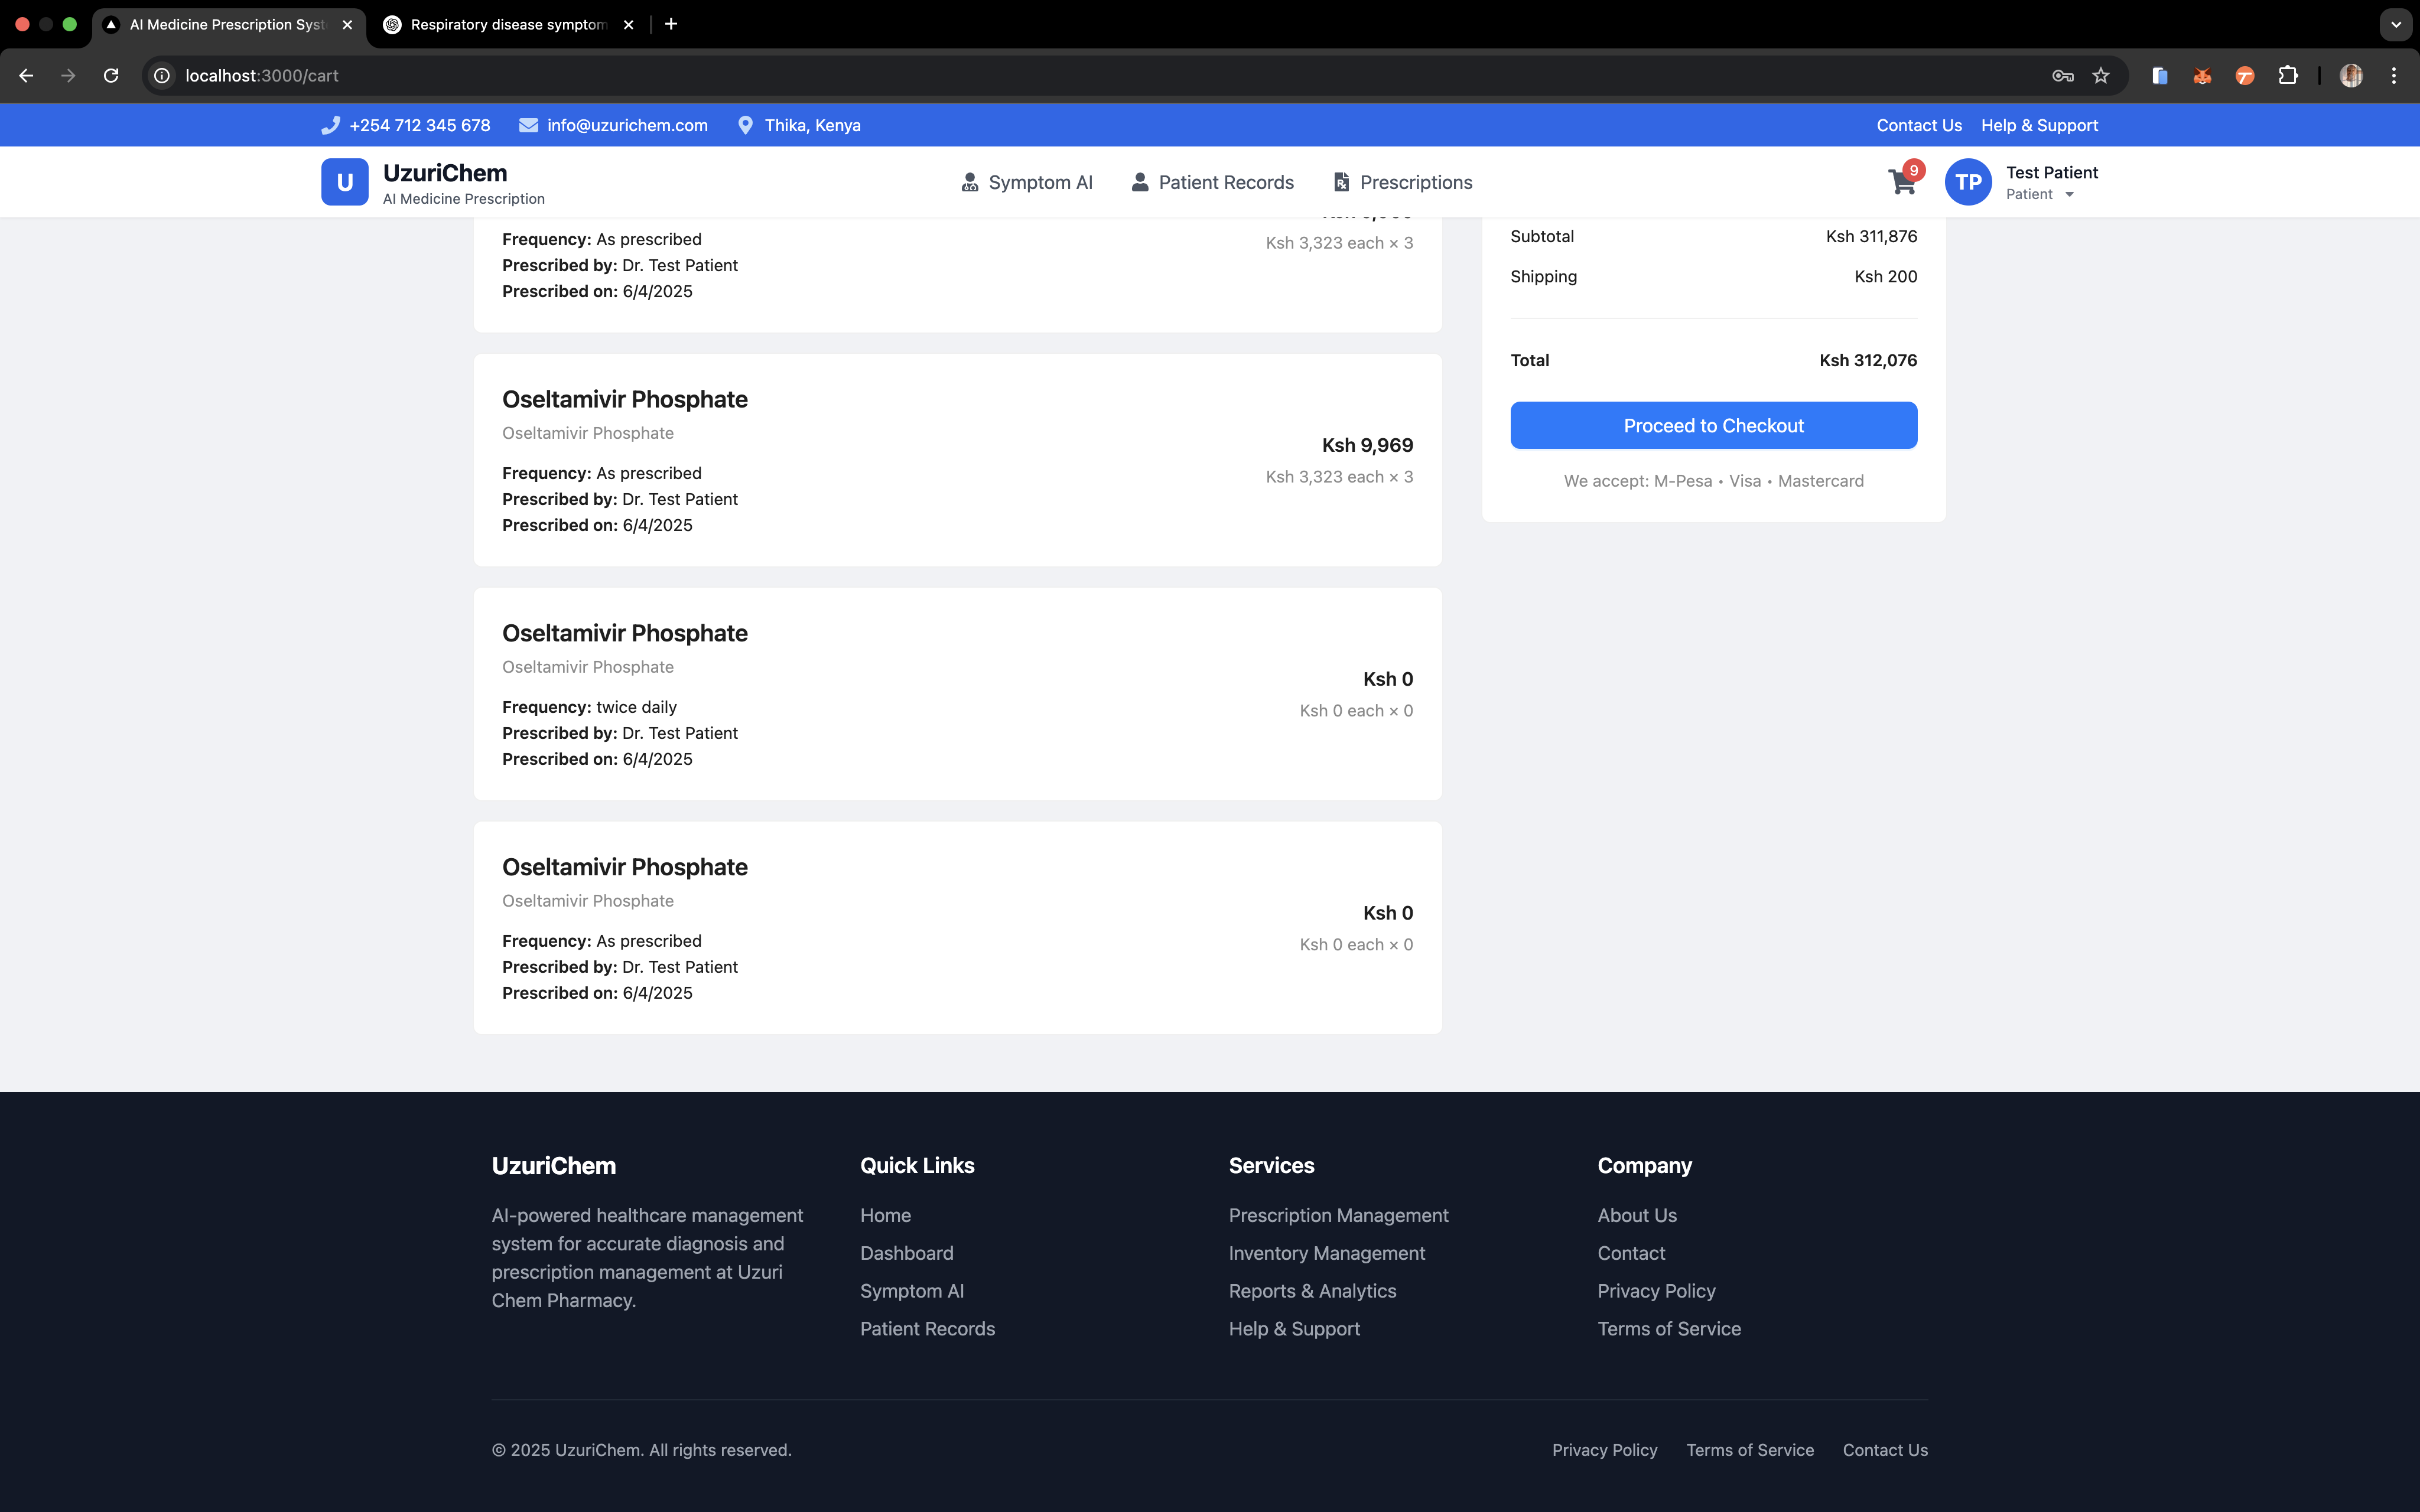 AI Medicine Prescription Syst
Respiratory disease symptom
localhost:3000/cart
+254 712 345 678
info@uzurichem.com
Thika, Kenya
Contact Us
Help & Support
U
UzuriChem
AI Medicine Prescription
Symptom AI
Patient Records
Prescriptions
9
TP
Test Patient
Patient
Frequency: As prescribed
Prescribed by: Dr. Test Patient
Prescribed on: 6/4/2025
Ksh 3,323 each × 3
Oseltamivir Phosphate
Oseltamivir Phosphate
Frequency: As prescribed
Prescribed by: Dr. Test Patient
Prescribed on: 6/4/2025
Ksh 9,969
Ksh 3,323 each × 3
Oseltamivir Phosphate
Oseltamivir Phosphate
Frequency: twice daily
Prescribed by: Dr. Test Patient
Prescribed on: 6/4/2025
Ksh 0
Ksh 0 each × 0
Oseltamivir Phosphate
Oseltamivir Phosphate
Frequency: As prescribed
Prescribed by: Dr. Test Patient
Prescribed on: 6/4/2025
Ksh 0
Ksh 0 each × 0
Subtotal Ksh 311,876
Shipping Ksh 200
Total Ksh 312,076
Proceed to Checkout
We accept: M-Pesa • Visa • Mastercard
UzuriChem
AI-powered healthcare management
system for accurate diagnosis and
prescription management at Uzuri
Chem Pharmacy.
Quick Links
Home
Dashboard
Symptom AI
Patient Records
Services
Prescription Management
Inventory Management
Reports & Analytics
Help & Support
Company
About Us
Contact
Privacy Policy
Terms of Service
© 2025 UzuriChem. All rights reserved.
Privacy Policy
Terms of Service
Contact Us